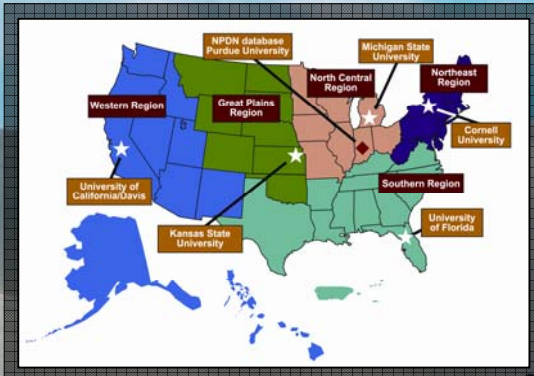 NPDN database
Purdue University
Michigan State
University
North Central
Region
Northeast
Region
Western Region
Great Plains
Region
Cornell
University
Southern Region
University of
California/Davis
Kansas State
University
University
of Florida